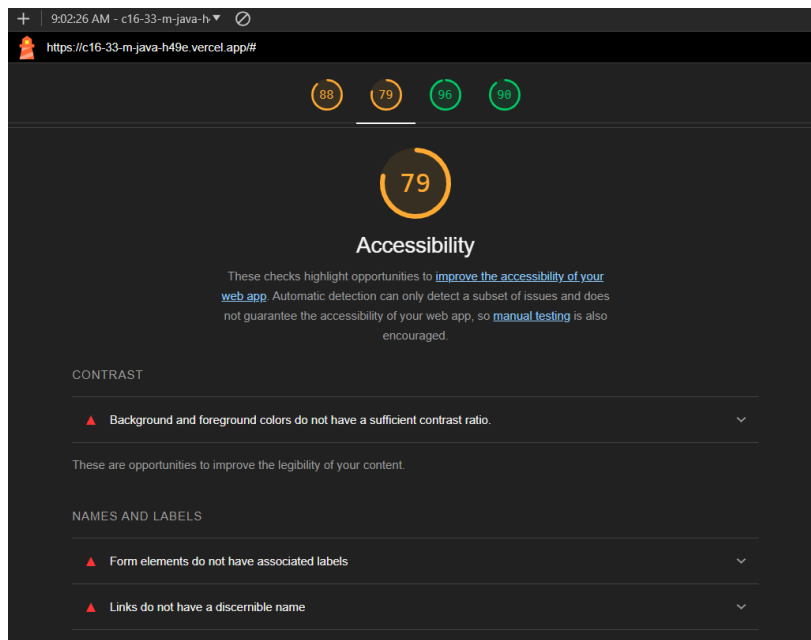 9:02:26 AM - c16-33-m-java-h
https://c16-33-m-java-h49e.vercel.app/#
88 79 96 90
79
Accessibility
These checks highlight opportunities to improve the accessibility of your
web app. Automatic detection can only detect a subset of issues and does
not guarantee the accessibility of your web app, so manual testing is also
encouraged.
CONTRAST
Background and foreground colors do not have a sufficient contrast ratio.
These are opportunities to improve the legibility of your content.
NAMES AND LABELS
Form elements do not have associated labels
Links do not have a discernible name